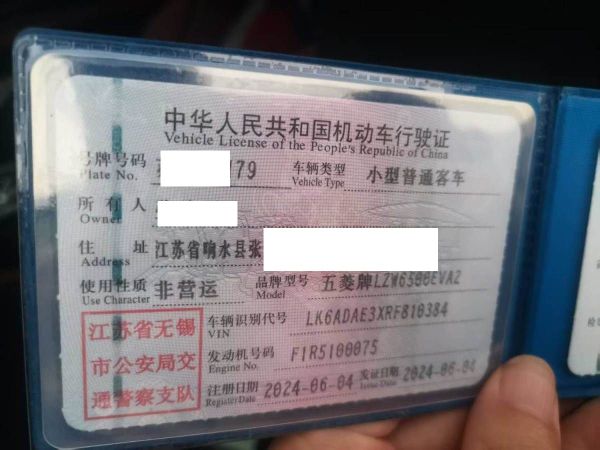 中华人民共和国机动车行驶证
Vehicle License of the People's Republic of China
号牌号码 179 车辆类型 小型普通客车
Plate No. Vehicle Type
所有人
Owner
住址 江苏省响水县张
Address
使用性质 非营运 品牌型号 五菱牌LZW6500EVA2
Use Character Model
江苏省无锡
市公安局交
通警察支队
车辆识别代号 LK6ADAE3XRF810384
VIN
发动机号码 F1R5100075
Engine No.
注册日期 2024-06-04 发证日期 2024-06-04
Register Date Issue Date